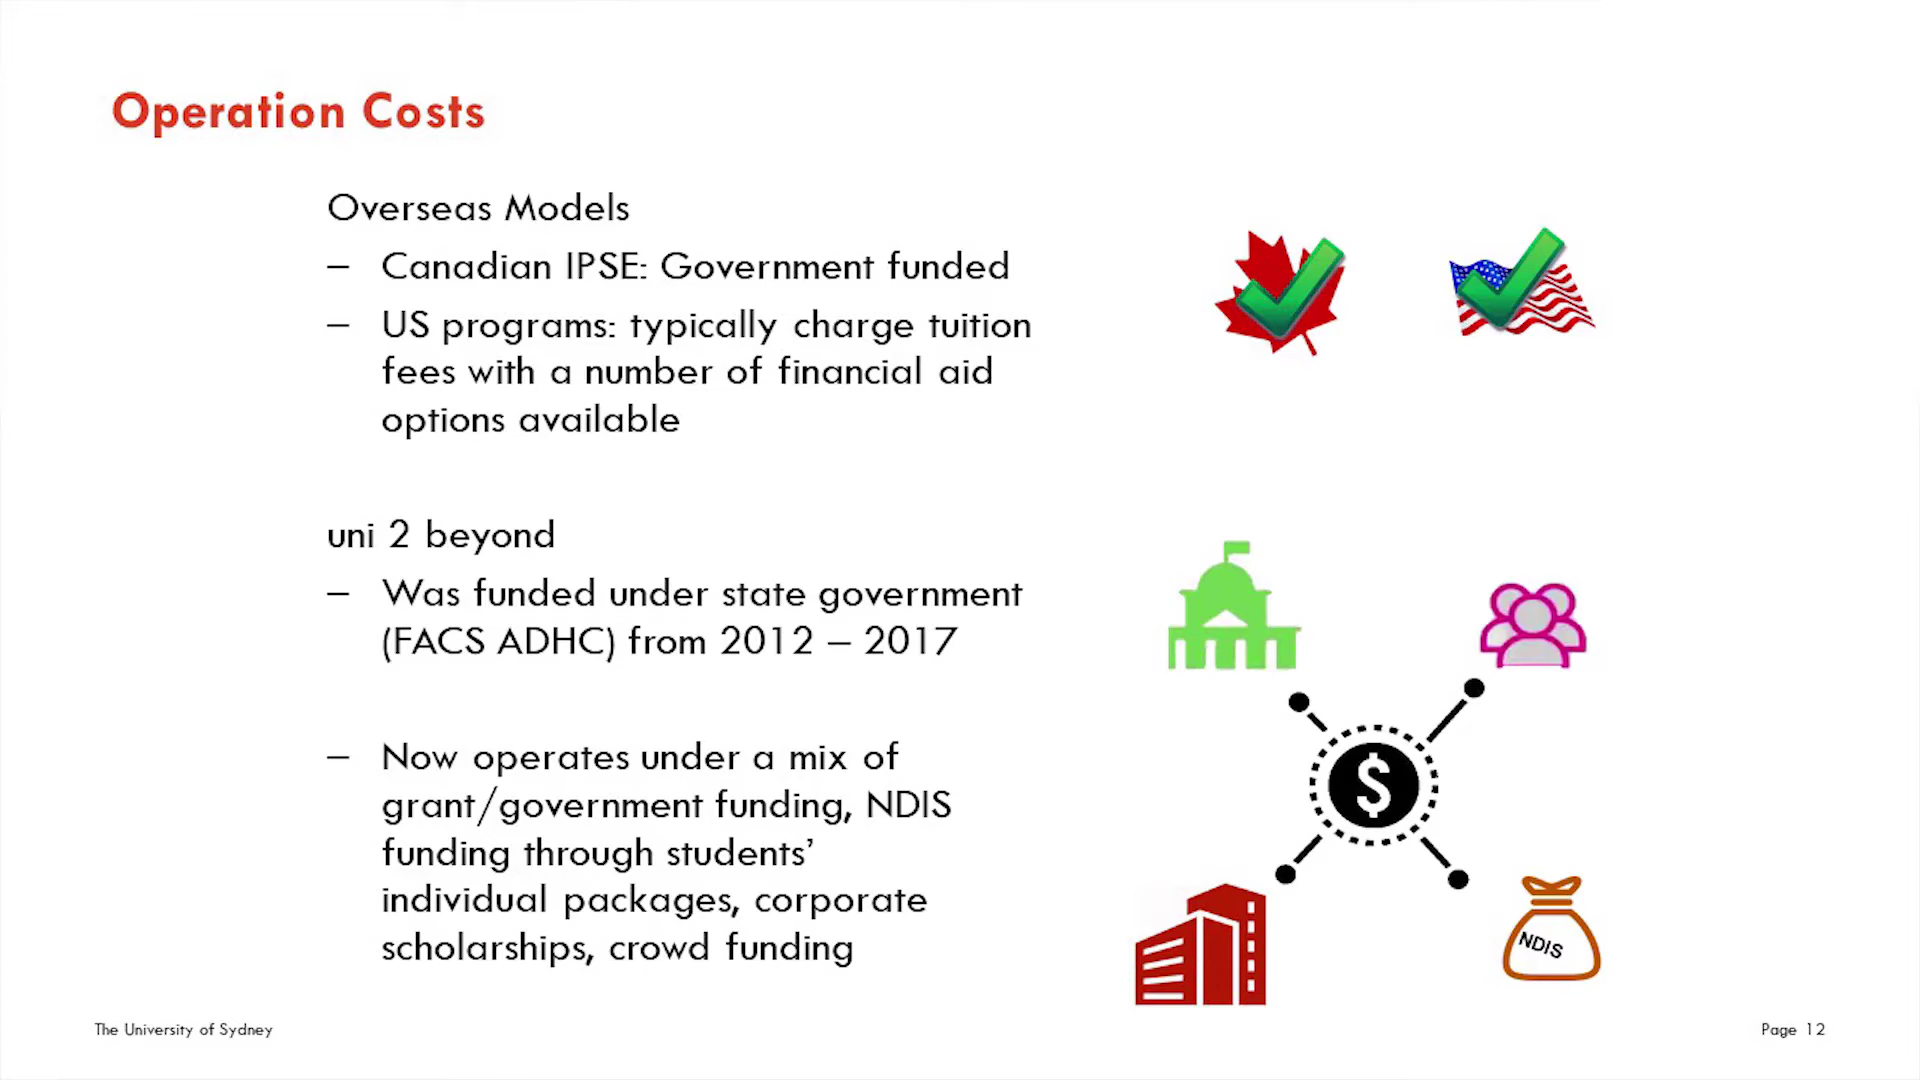 Operation Costs
Overseas Models
– Canadian IPSE: Government funded
– US programs: typically charge tuition
fees with a number of financial aid
options available
uni 2 beyond
– Was funded under state government
(FACS ADHC) from 2012 – 2017
– Now operates under a mix of
grant/government funding, NDIS
funding through students’
individual packages, corporate
scholarships, crowd funding
$
NDIS
The University of Sydney
Page 12